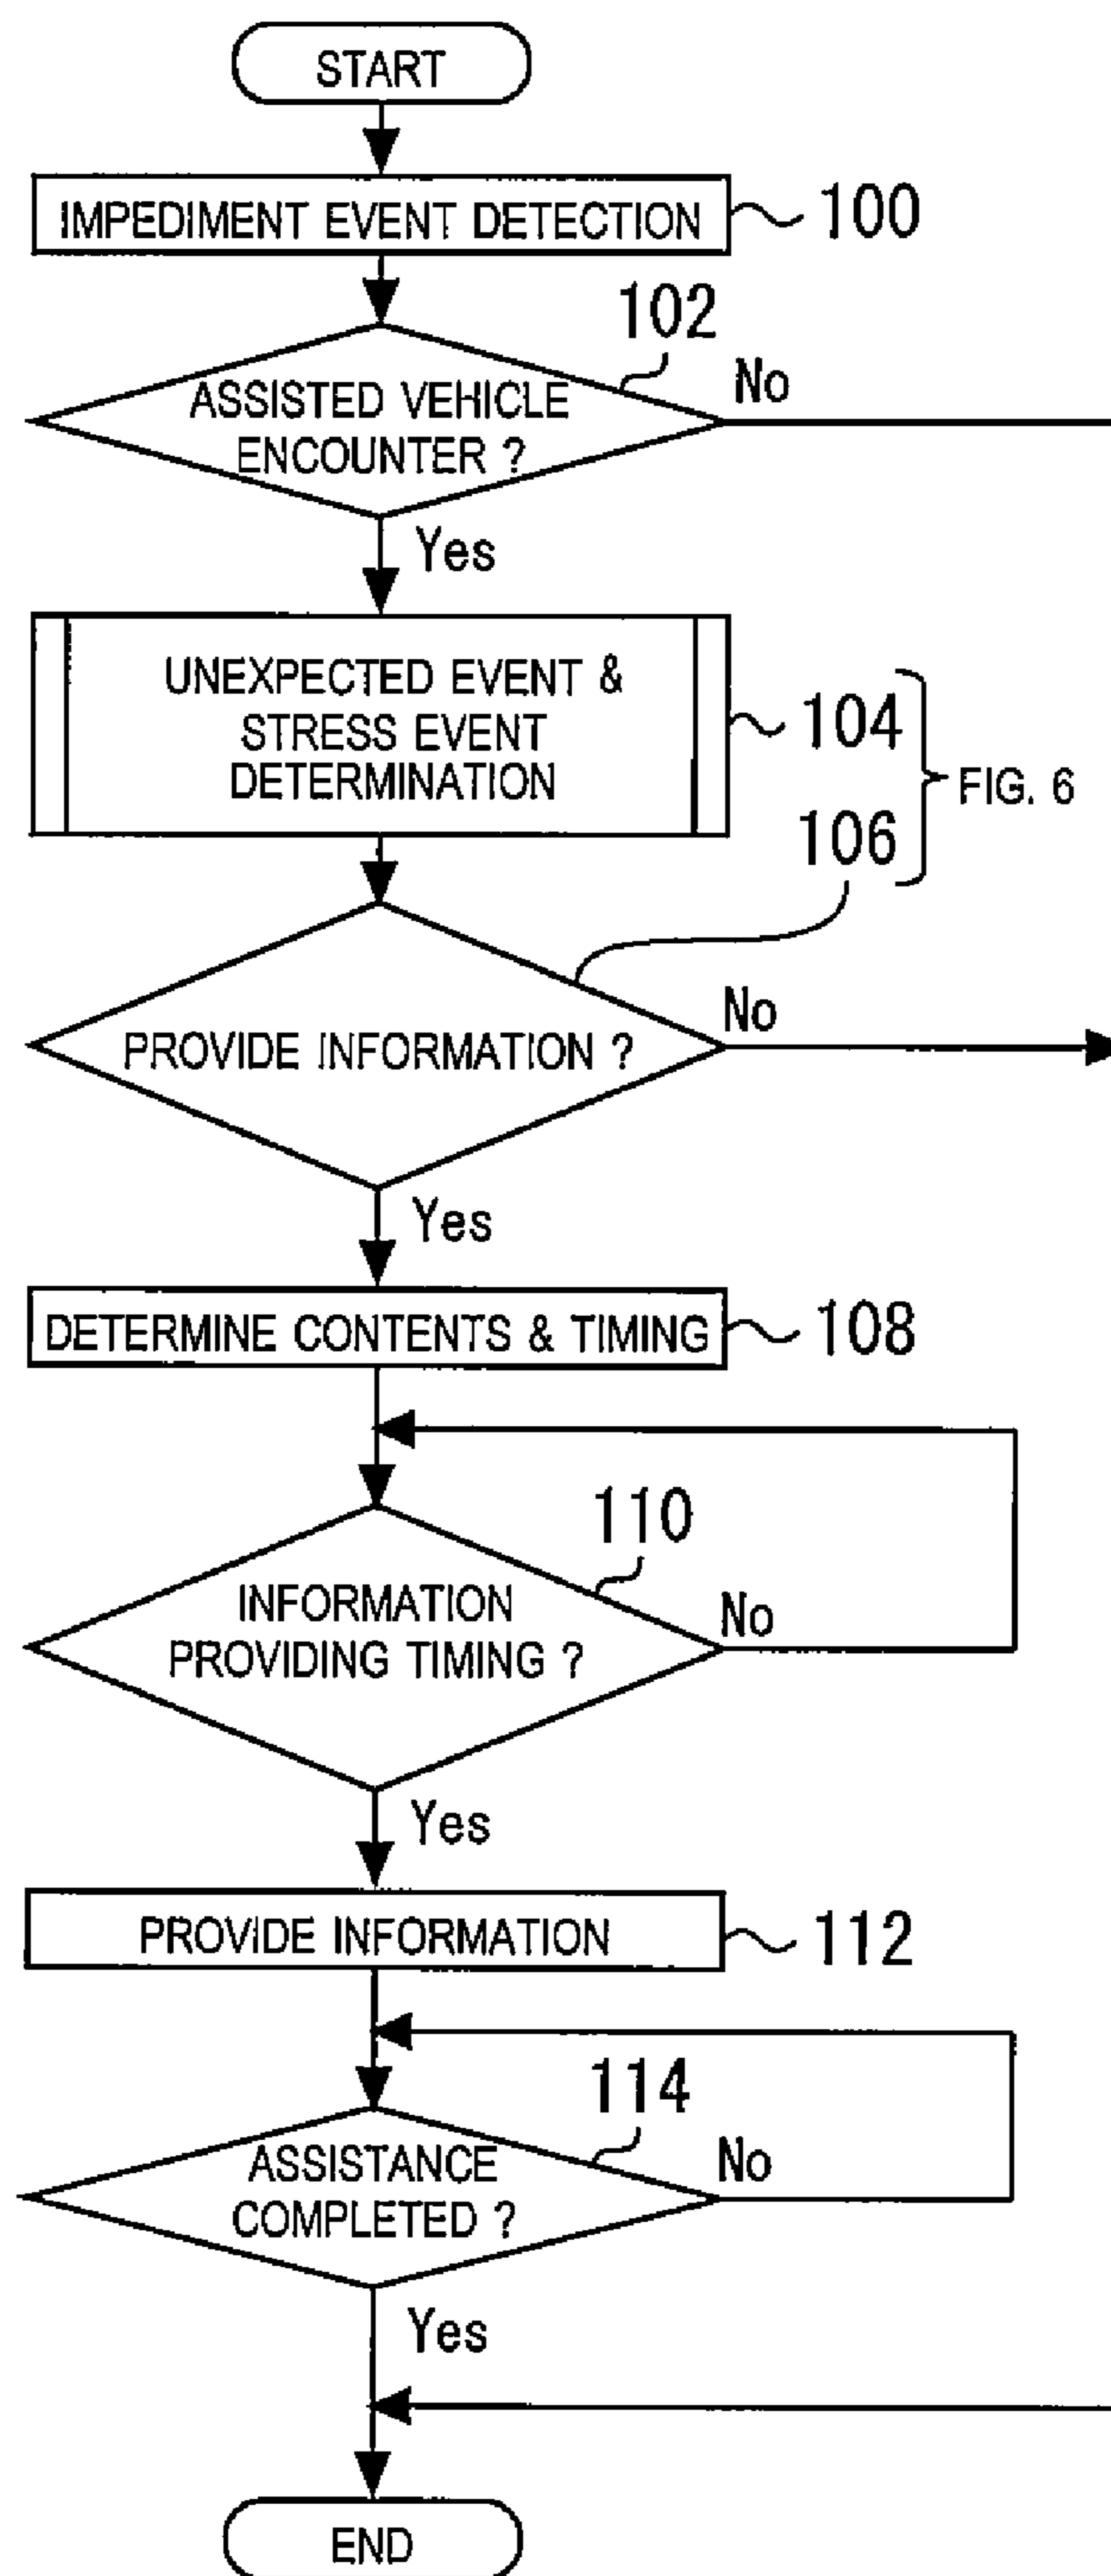 START
IMPEDIMENT EVENT DETECTION
100
102
ASSISTED VEHICLE
ENCOUNTER ?
No
Yes
UNEXPECTED EVENT &
STRESS EVENT
DETERMINATION
104
FIG. 6
106
PROVIDE INFORMATION ?
No
Yes
DETERMINE CONTENTS & TIMING
108
110
INFORMATION
PROVIDING TIMING ?
No
Yes
PROVIDE INFORMATION
112
114
ASSISTANCE
COMPLETED ?
No
Yes
END